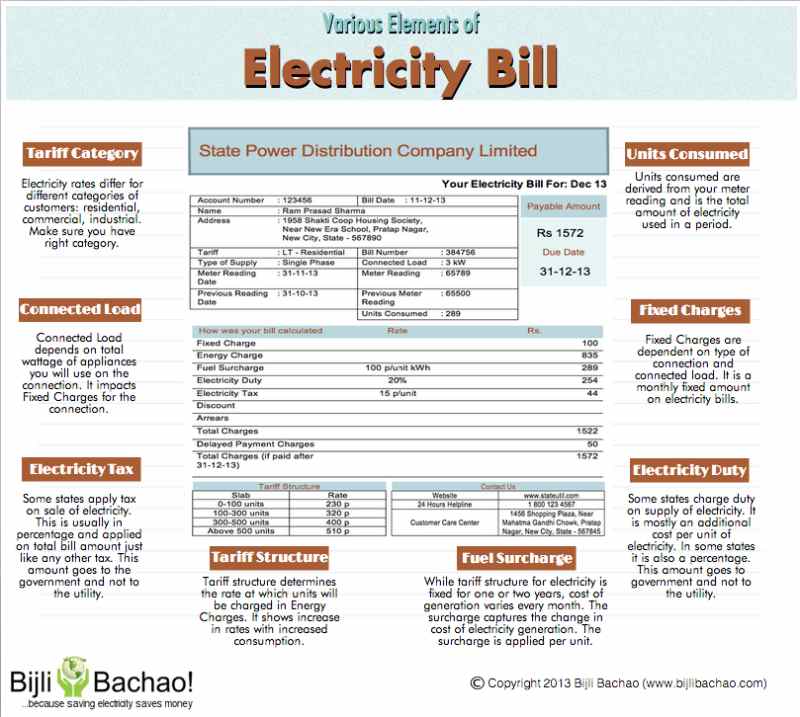 Various Elements of
Electricity Bill
Tariff Category
Electricity rates differ for
different categories of
customers: residential,
commercial, industrial.
Make sure you have
right category.
Connected Load
Connected Load
depends on total
wattage of appliances
you will use on the
connection. It impacts
Fixed Charges for the
connection.
Electricity Tax
Some states apply tax
on sale of electricity.
This is usually in
percentage and applied
on total bill amount just
like any other tax. This
amount goes to the
government and not to
the utility.
State Power Distribution Company Limited
Your Electricity Bill For: Dec 13
Account Number : 123456 Bill Date : 11-12-13
Name : Ram Prasad Sharma
Address : 1958 Shakti Coop Housing Society,
Near New Era School, Pratap Nagar,
New City, State - 567890
Tariff : LT - Residential Bill Number : 384756
Type of Supply : Single Phase Connected Load : 3 kW
Meter Reading : 31-11-13 Meter Reading : 65789
Date
Previous Reading : 31-10-13 Previous Meter : 65500
Date Reading
Units Consumed : 289
Payable Amount
Rs 1572
Due Date
31-12-13
How was your bill calculated Rate Rs.
Fixed Charge 100
Energy Charge 835
Fuel Surcharge 100 p/unit kWh 289
Electricity Duty 20% 254
Electricity Tax 15 p/unit 44
Discount
Arrears
Total Charges 1522
Delayed Payment Charges 50
Total Charges (if paid after 1572
31-12-13)
Tariff Structure
Slab Rate
0-100 units 230 p
100-300 units 320 p
300-500 units 400 p
Above 500 units 510 p
Contact Us
Website www.stateutil.com
24 Hours Helpline 1 800 123 4567
Customer Care Center 1456 Shopping Plaza, Near
Mahatma Gandhi Chowk, Pratap
Nagar, New City, State - 567845
Units Consumed
Units consumed are
derived from your meter
reading and is the total
amount of electricity
used in a period.
Fixed Charges
Fixed Charges are
dependent on type of
connection and
connected load. It is a
monthly fixed amount
on electricity bills.
Electricity Duty
Some states charge duty
on supply of electricity. It
is mostly an additional
cost per unit of
electricity. In some states
it is also a percentage.
This amount goes to
government and not to
the utility.
Tariff Structure
Tariff structure determines
the rate at which units will
be charged in Energy
Charges. It shows increase
in rates with increased
consumption.
Fuel Surcharge
While tariff structure for electricity is
fixed for one or two years, cost of
generation varies every month. The
surcharge captures the change in
cost of electricity generation. The
surcharge is applied per unit.
Bijli Bachao!
...because saving electricity saves money
© Copyright 2013 Bijli Bachao (www.bijlibachao.com)